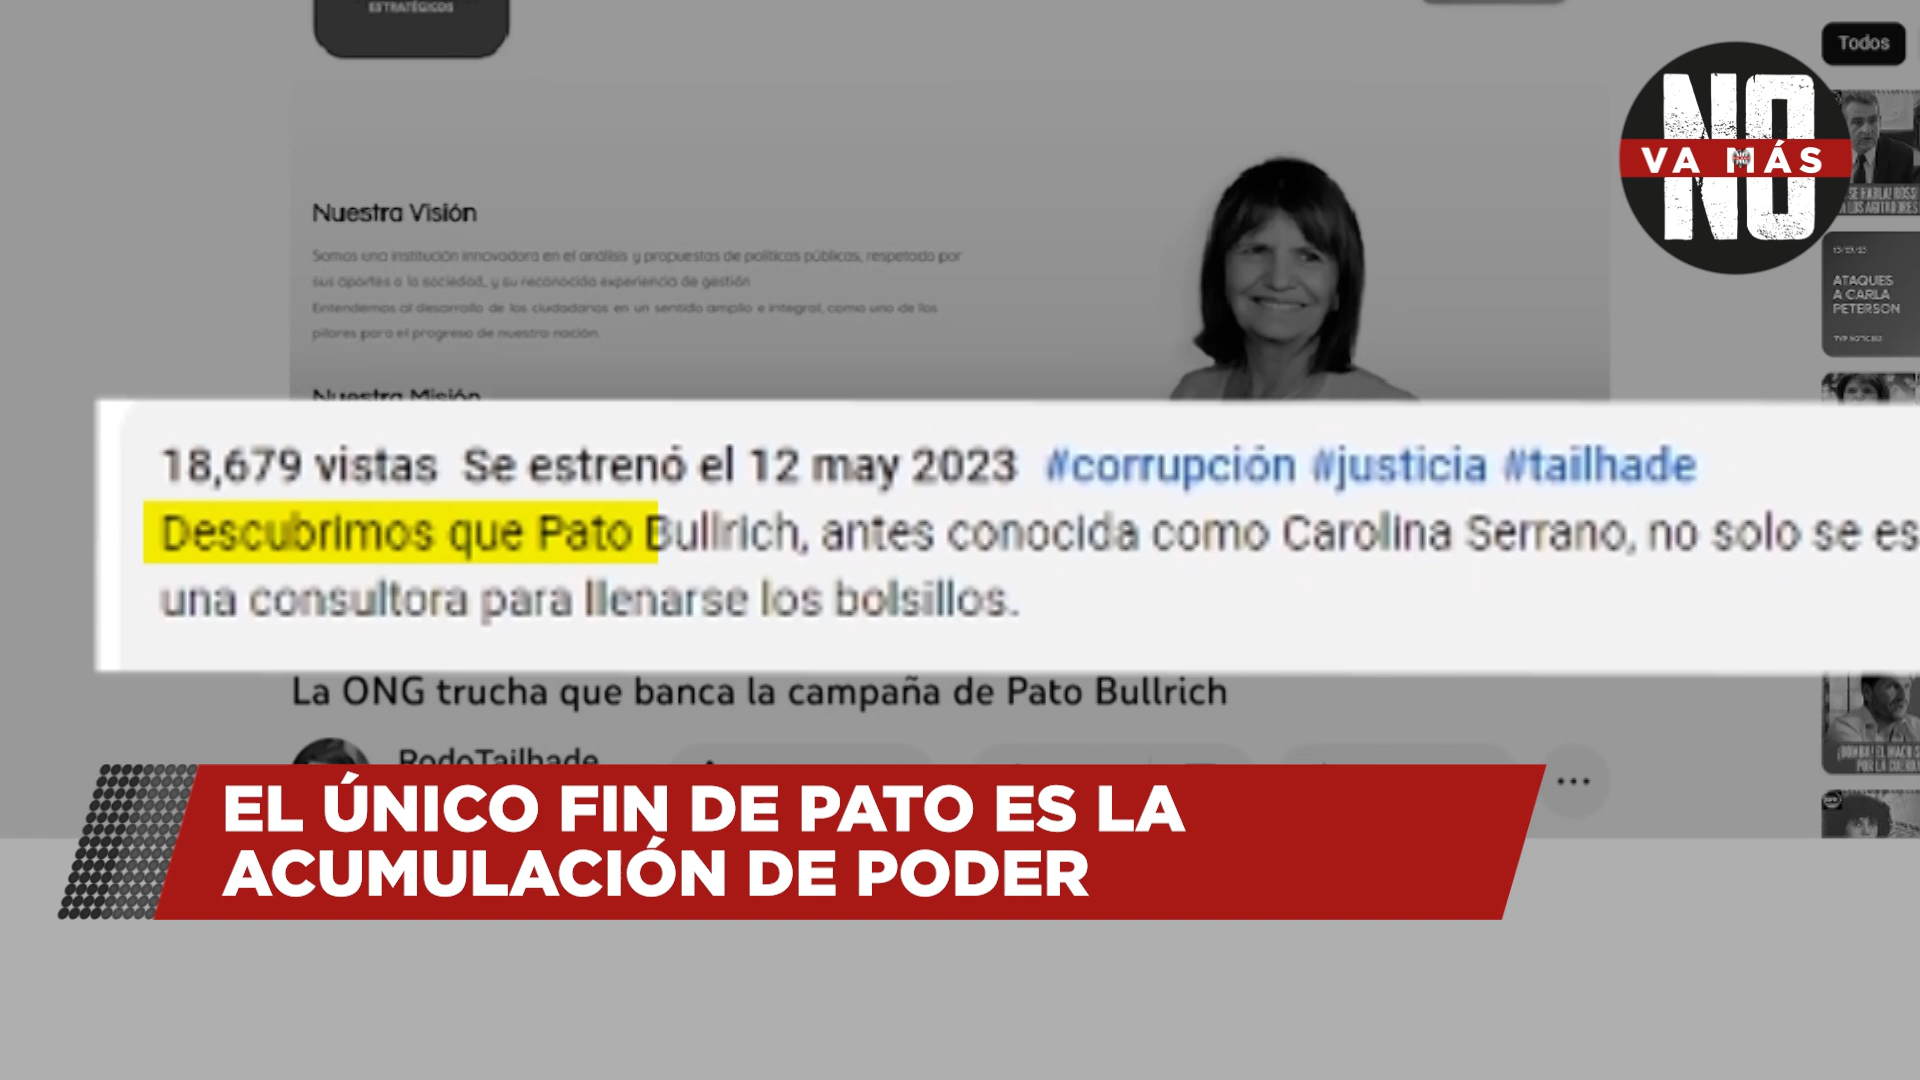 ESTRATÉGICOS
Todos
NO
VA MÁS
Nuestra Visión
Somos una institución innovadora en el análisis y propuestas de políticas públicas, respetada por
sus aportes a la sociedad, y su reconocida experiencia de gestión
Entendemos al desarrollo de los ciudadanos en un sentido amplio e integral, como uno de los
pilares para el progreso de nuestra nación.
ATAQUES
A CARLA
PETERSON
Nuestra Misión
18,679 vistas Se estrenó el 12 may 2023 #corrupción #justicia #tailhade
Descubrimos que Pato Bullrich, antes conocida como Carolina Serrano, no solo se es
una consultora para llenarse los bolsillos.
La ONG trucha que banca la campaña de Pato Bullrich
RodoTailhade
EL ÚNICO FIN DE PATO ES LA
ACUMULACIÓN DE PODER